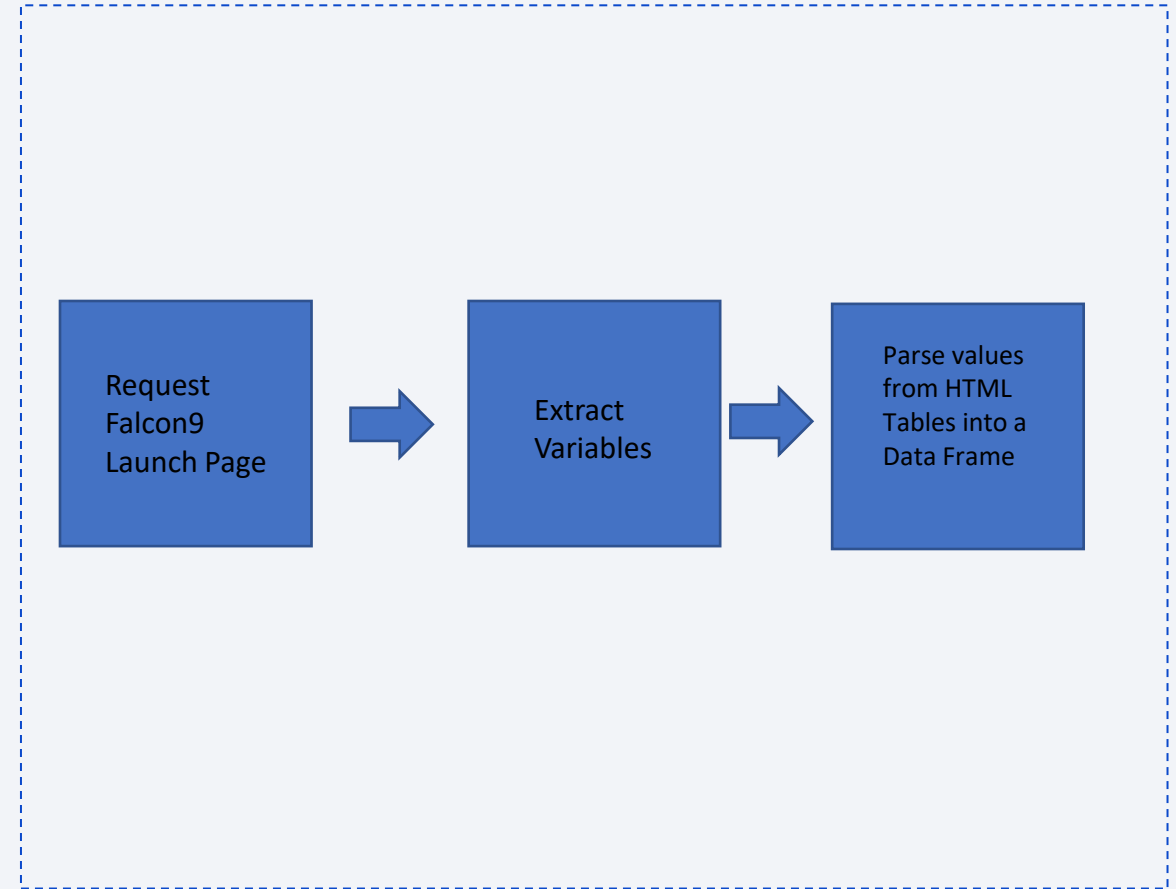 Request
Falcon9
Launch Page
Extract
Variables
Parse values
from HTML
Tables into a
Data Frame